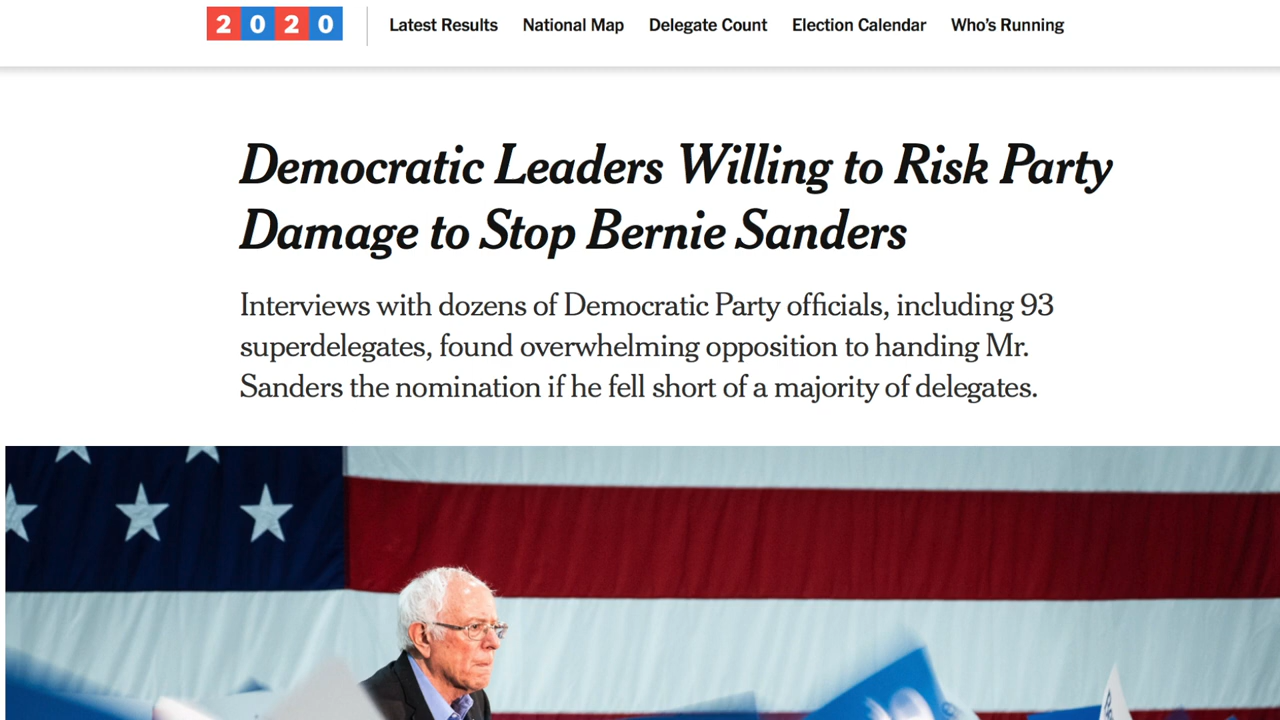 2020
Latest Results National Map Delegate Count Election Calendar Who's Running
Democratic Leaders Willing to Risk Party
Damage to Stop Bernie Sanders
Interviews with dozens of Democratic Party officials, including 93
superdelegates, found overwhelming opposition to handing Mr.
Sanders the nomination if he fell short of a majority of delegates.